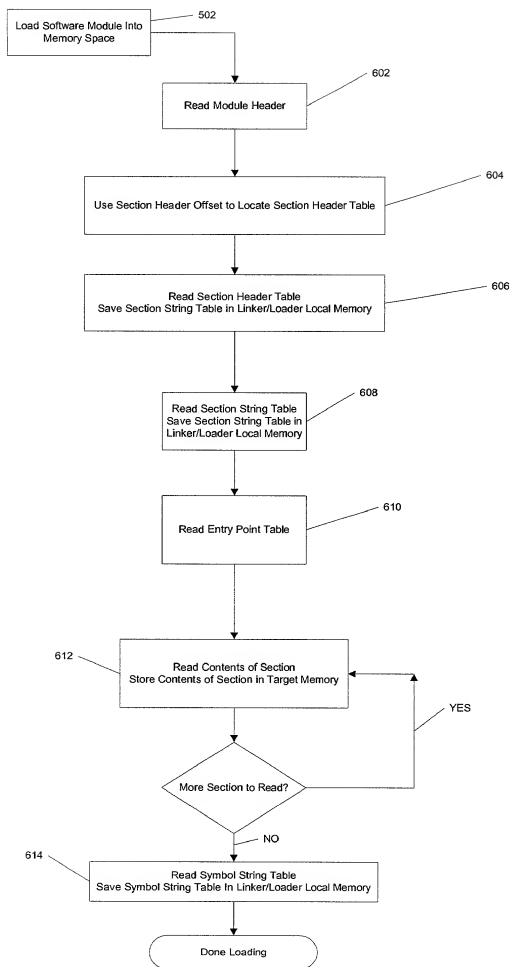 Load Software Module Into
Memory Space
502
Read Module Header
602
Use Section Header Offset to Locate Section Header Table
604
Read Section Header Table
Save Section String Table in Linker/Loader Local Memory
606
Read Section String Table
Save Section String Table in
Linker/Loader Local Memory
608
Read Entry Point Table
610
612
Read Contents of Section
Store Contents of Section in Target Memory
YES
More Section to Read?
NO
614
Read Symbol String Table
Save Symbol String Table In Linker/Loader Local Memory
Done Loading